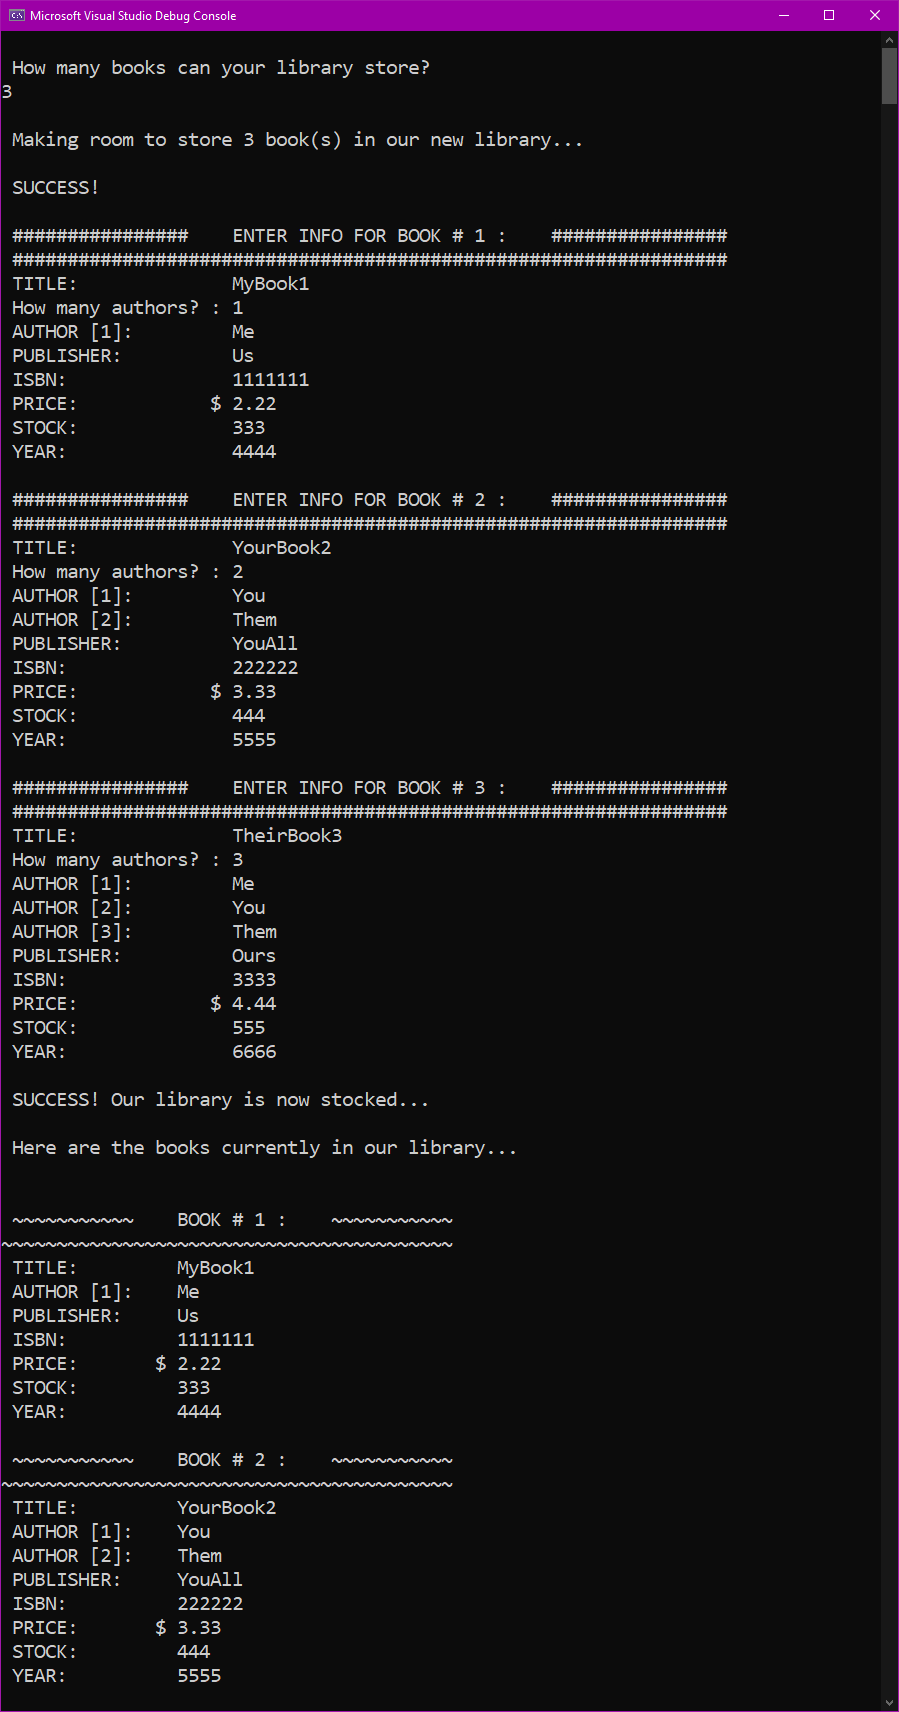 Microsoft Visual Studio Debug Console
How many books can your library store?
3
Making room to store 3 book(s) in our new library...
SUCCESS!
################    ENTER INFO FOR BOOK # 1 :    ################
#################################################################
TITLE:              MyBook1
How many authors? : 1
AUTHOR [1]:         Me
PUBLISHER:          Us
ISBN:               1111111
PRICE:            $ 2.22
STOCK:              333
YEAR:               4444
################    ENTER INFO FOR BOOK # 2 :    ################
#################################################################
TITLE:              YourBook2
How many authors? : 2
AUTHOR [1]:         You
AUTHOR [2]:         Them
PUBLISHER:          YouAll
ISBN:               222222
PRICE:            $ 3.33
STOCK:              444
YEAR:               5555
################    ENTER INFO FOR BOOK # 3 :    ################
#################################################################
TITLE:              TheirBook3
How many authors? : 3
AUTHOR [1]:         Me
AUTHOR [2]:         You
AUTHOR [3]:         Them
PUBLISHER:          Ours
ISBN:               3333
PRICE:            $ 4.44
STOCK:              555
YEAR:               6666
SUCCESS! Our library is now stocked...
Here are the books currently in our library...
~~~~~~~~~~~    BOOK # 1 :    ~~~~~~~~~~~
~~~~~~~~~~~~~~~~~~~~~~~~~~~~~~~~~~~~~~~~~
TITLE:         MyBook1
AUTHOR [1]:    Me
PUBLISHER:     Us
ISBN:          1111111
PRICE:       $ 2.22
STOCK:         333
YEAR:          4444
~~~~~~~~~~~    BOOK # 2 :    ~~~~~~~~~~~
~~~~~~~~~~~~~~~~~~~~~~~~~~~~~~~~~~~~~~~~~
TITLE:         YourBook2
AUTHOR [1]:    You
AUTHOR [2]:    Them
PUBLISHER:     YouAll
ISBN:          222222
PRICE:       $ 3.33
STOCK:         444
YEAR:          5555